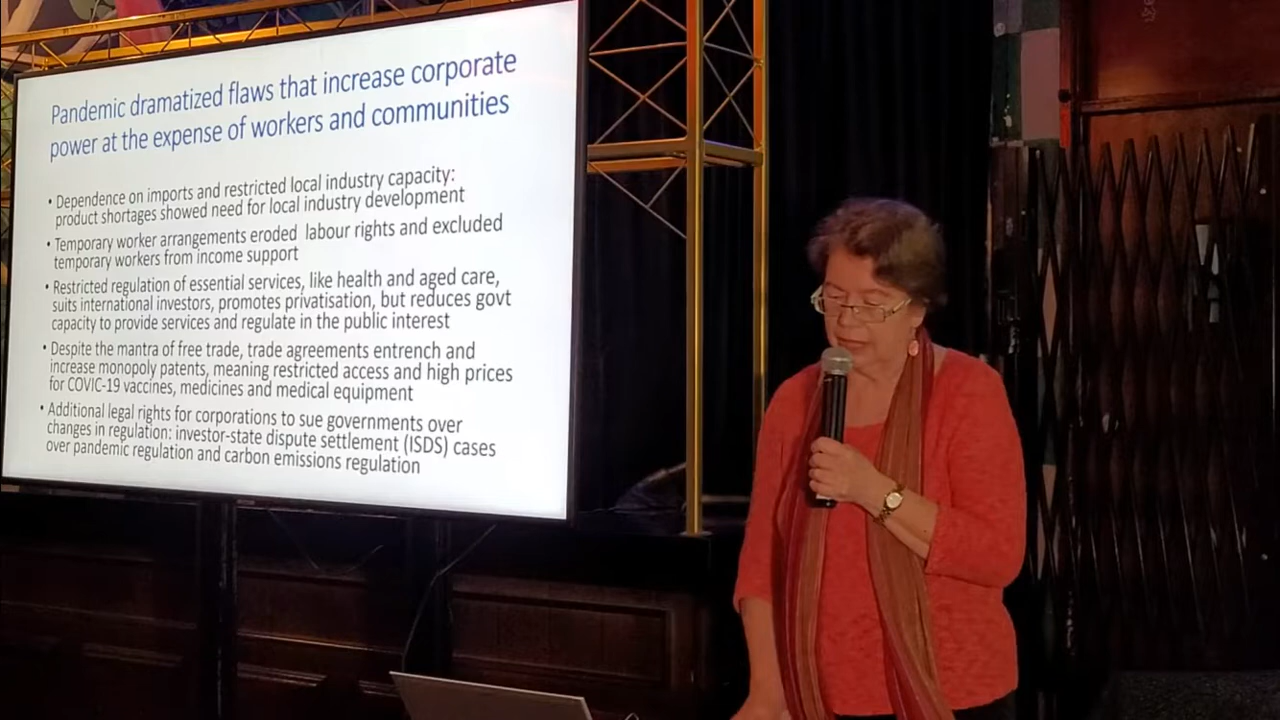 Pandemic dramatized flaws that increase corporate
power at the expense of workers and communities
• Dependence on imports and restricted local industry capacity:
product shortages showed need for local industry development
• Temporary worker arrangements eroded labour rights and excluded
temporary workers from income support
• Restricted regulation of essential services, like health and aged care,
suits international investors, promotes privatisation, but reduces govt
capacity to provide services and regulate in the public interest
• Despite the mantra of free trade, trade agreements entrench and
increase monopoly patents, meaning restricted access and high prices
for COVIC-19 vaccines, medicines and medical equipment
• Additional legal rights for corporations to sue governments over
changes in regulation: investor-state dispute settlement (ISDS) cases
over pandemic regulation and carbon emissions regulation